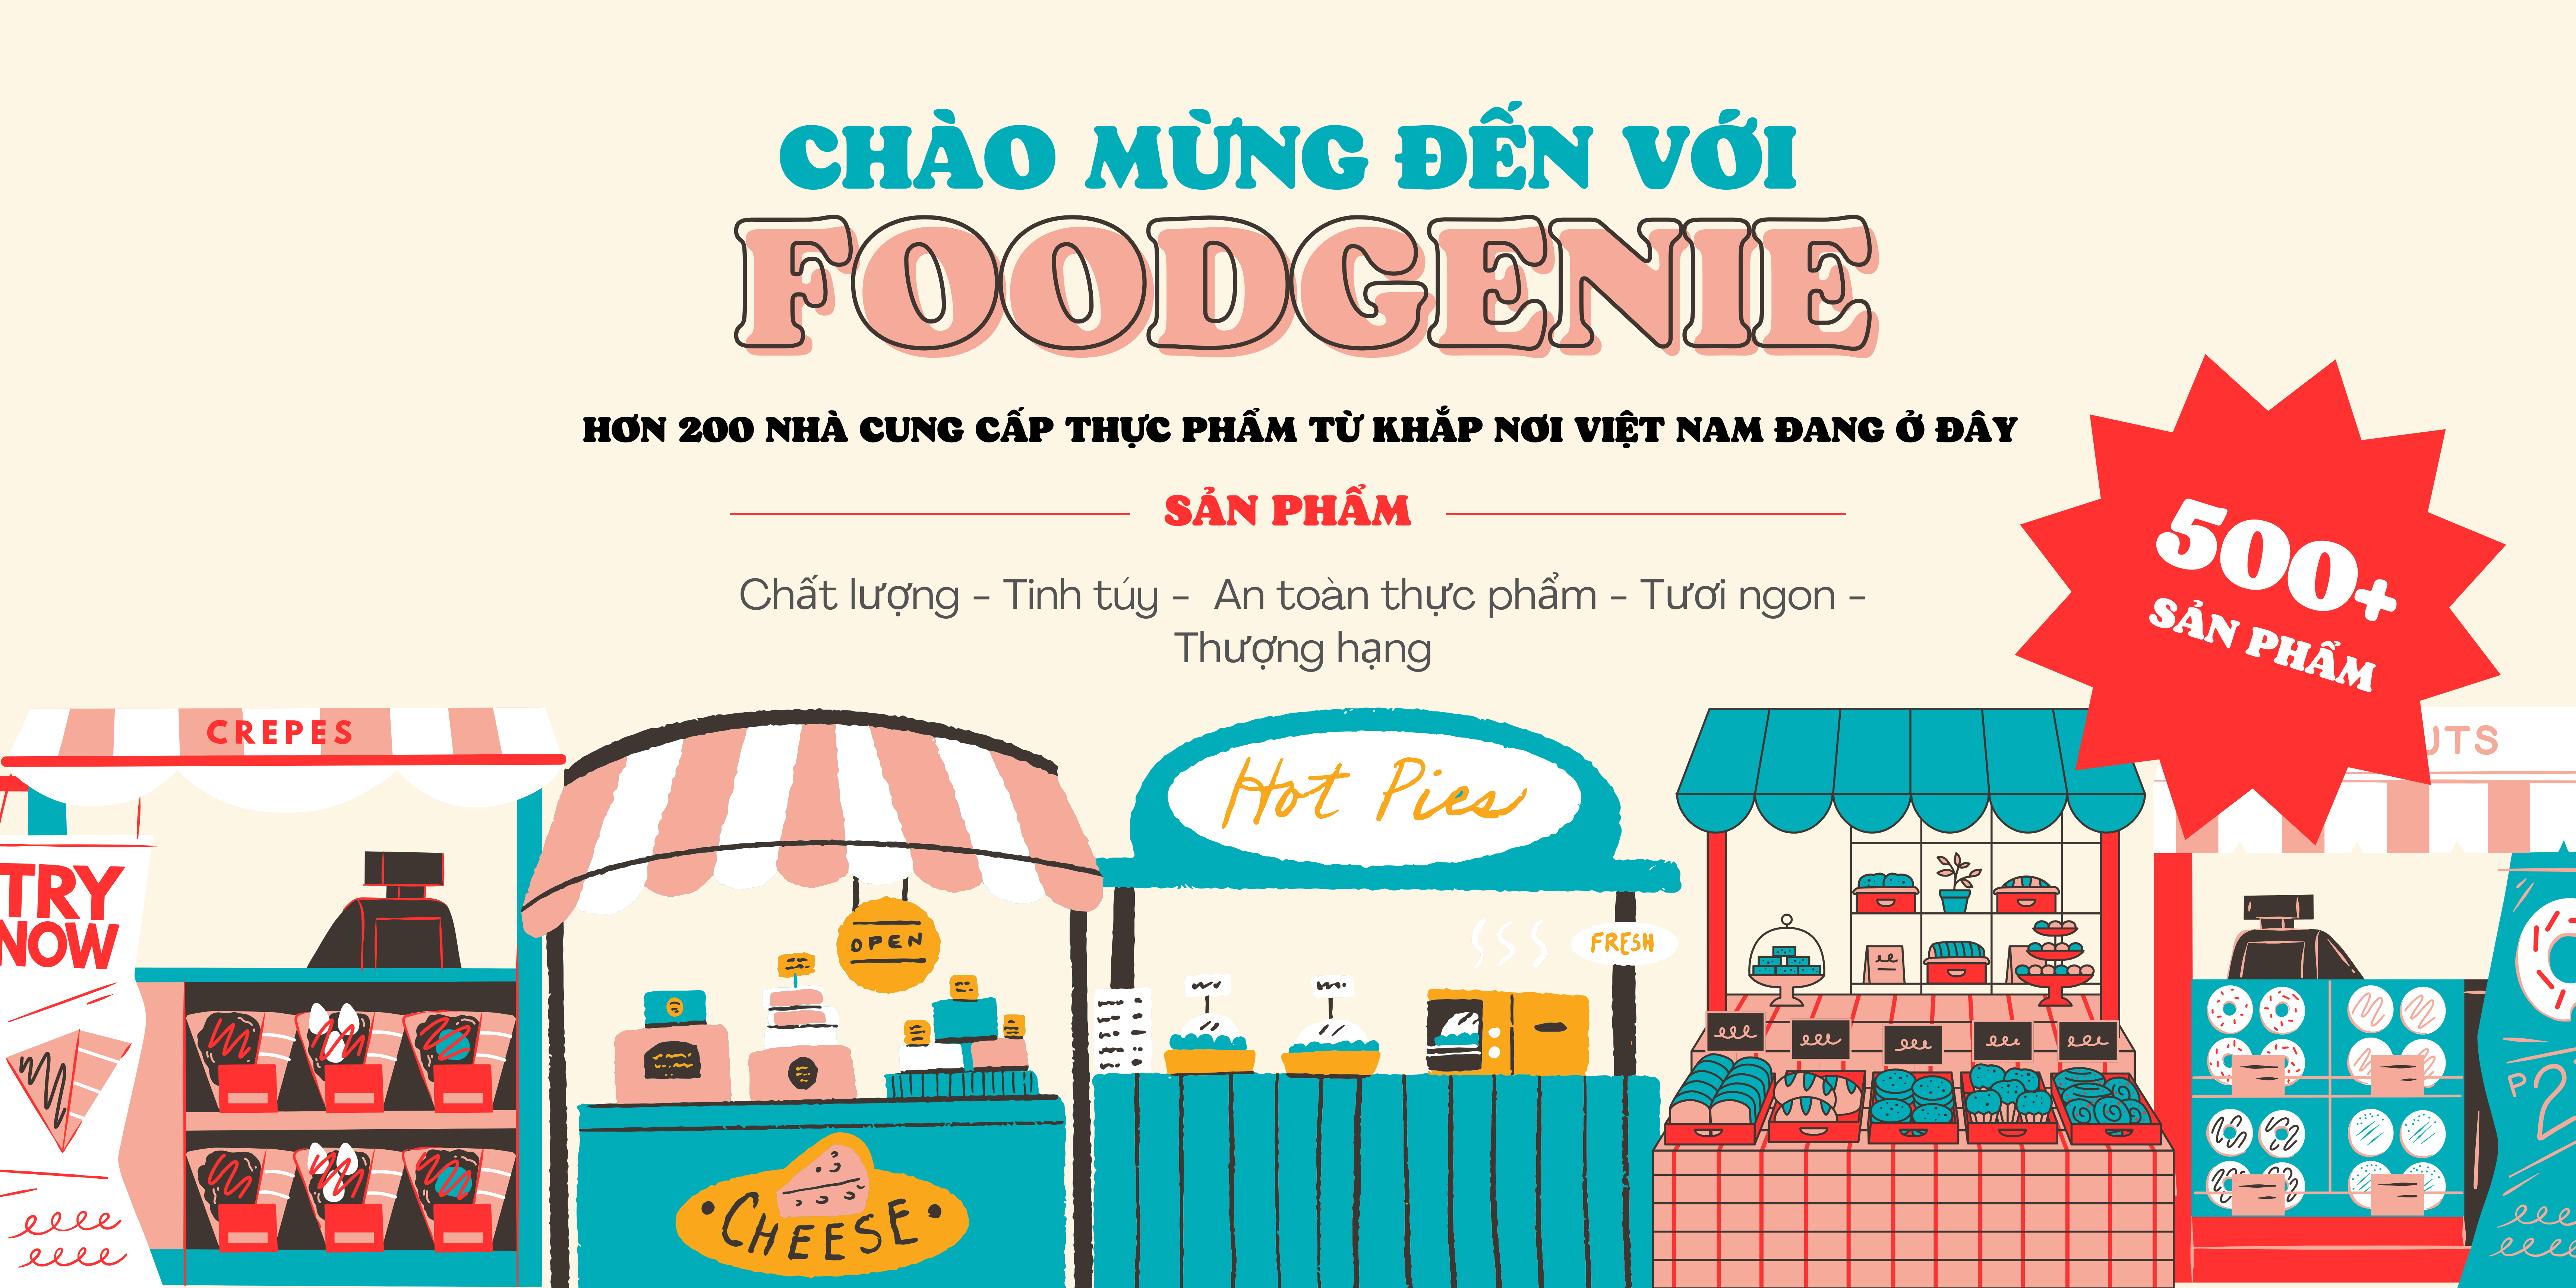 CHÀO MỪNG ĐẾN VỚI
FOODGENIE
HƠN 200 NHÀ CUNG CẤP THỰC PHẨM TỪ KHẮP NƠI VIỆT NAM ĐANG Ở ĐÂY
SẢN PHẨM
Chất lượng - Tinh túy - An toàn thực phẩm - Tươi ngon -
Thượng hạng
500+
SẢN PHẨM
CREPES
TRY
NOW
OPEN
CHEESE
Hot Pies
FRESH